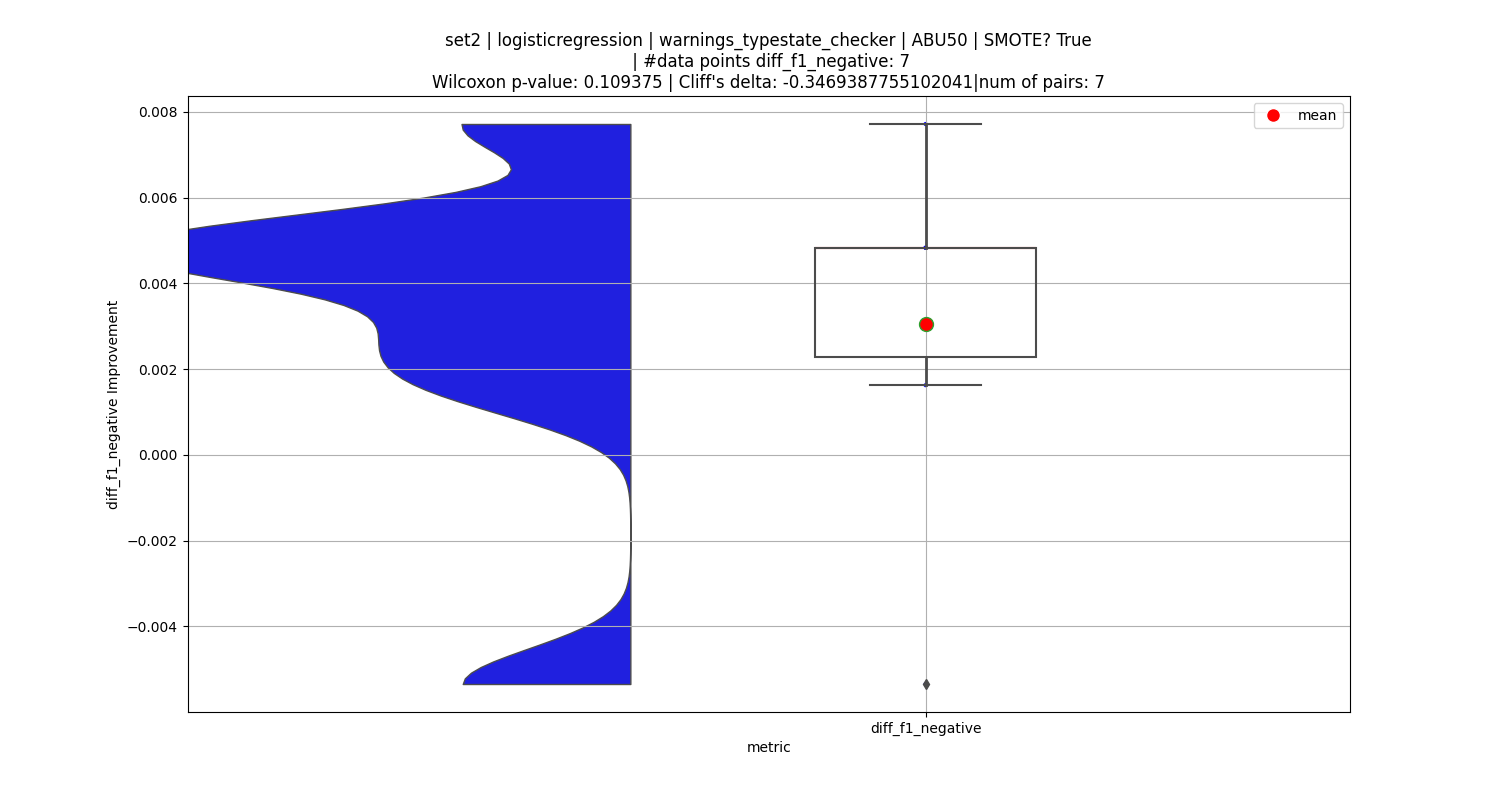 set2 | logisticregression | warnings_typestate_checker | ABU50 | SMOTE? True
| #data points diff_f1_negative: 7
Wilcoxon p-value: 0.109375 | Cliff's delta: -0.3469387755102041|num of pairs: 7
mean
0.008
0.006
0.004
0.002
0.000
−0.002
−0.004
diff_f1_negative Improvement
diff_f1_negative
metric